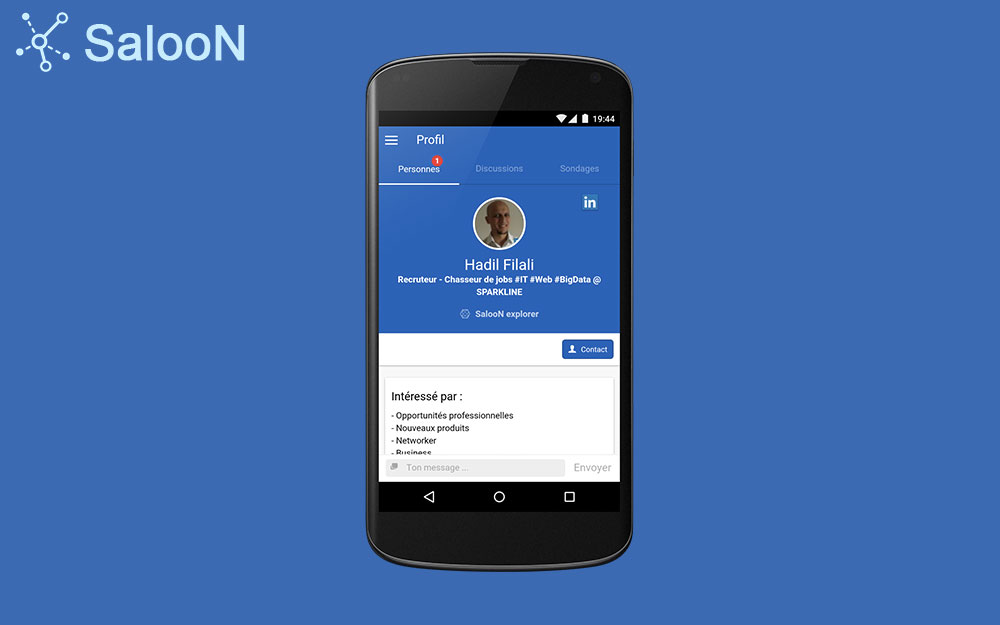 SalooN
19:44
Profil
1
Personnes
Discussions
Sondages
in
Hadil Filali
Recruteur - Chasseur de jobs #IT #Web #BigData @
SPARKLINE
SalooN explorer
Contact
Intéressé par :
- Opportunités professionnelles
- Nouveaux produits
- Networker
- Business
Ton message ...
Envoyer